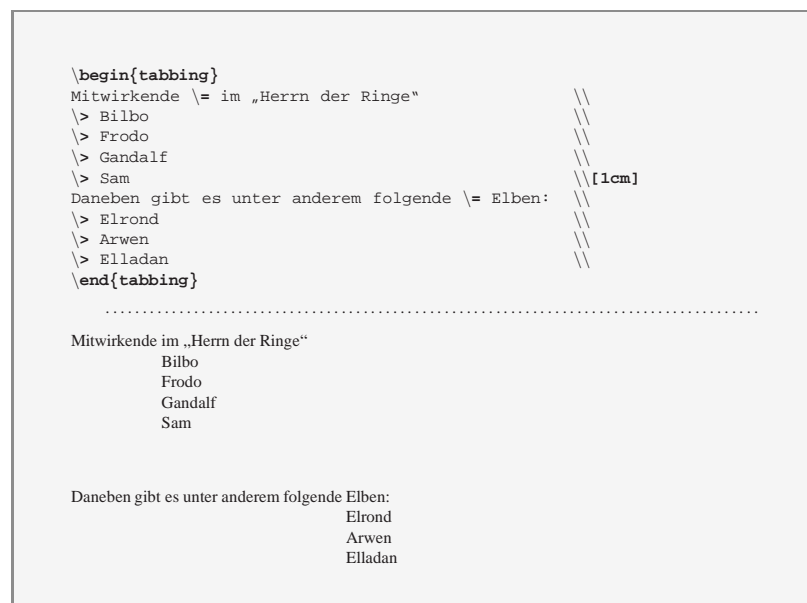 \begin{tabbing}
Mitwirkende \= im „Herrn der Ringe“ \\
\> Bilbo \\
\> Frodo \\
\> Gandalf \\
\> Sam \\[1cm]
Daneben gibt es unter anderem folgende \= Elben: \\
\> Elrond \\
\> Arwen \\
\> Elladan \\
\end{tabbing}
Mitwirkende im „Herrn der Ringe“
Bilbo
Frodo
Gandalf
Sam
Daneben gibt es unter anderem folgende Elben:
Elrond
Arwen
Elladan